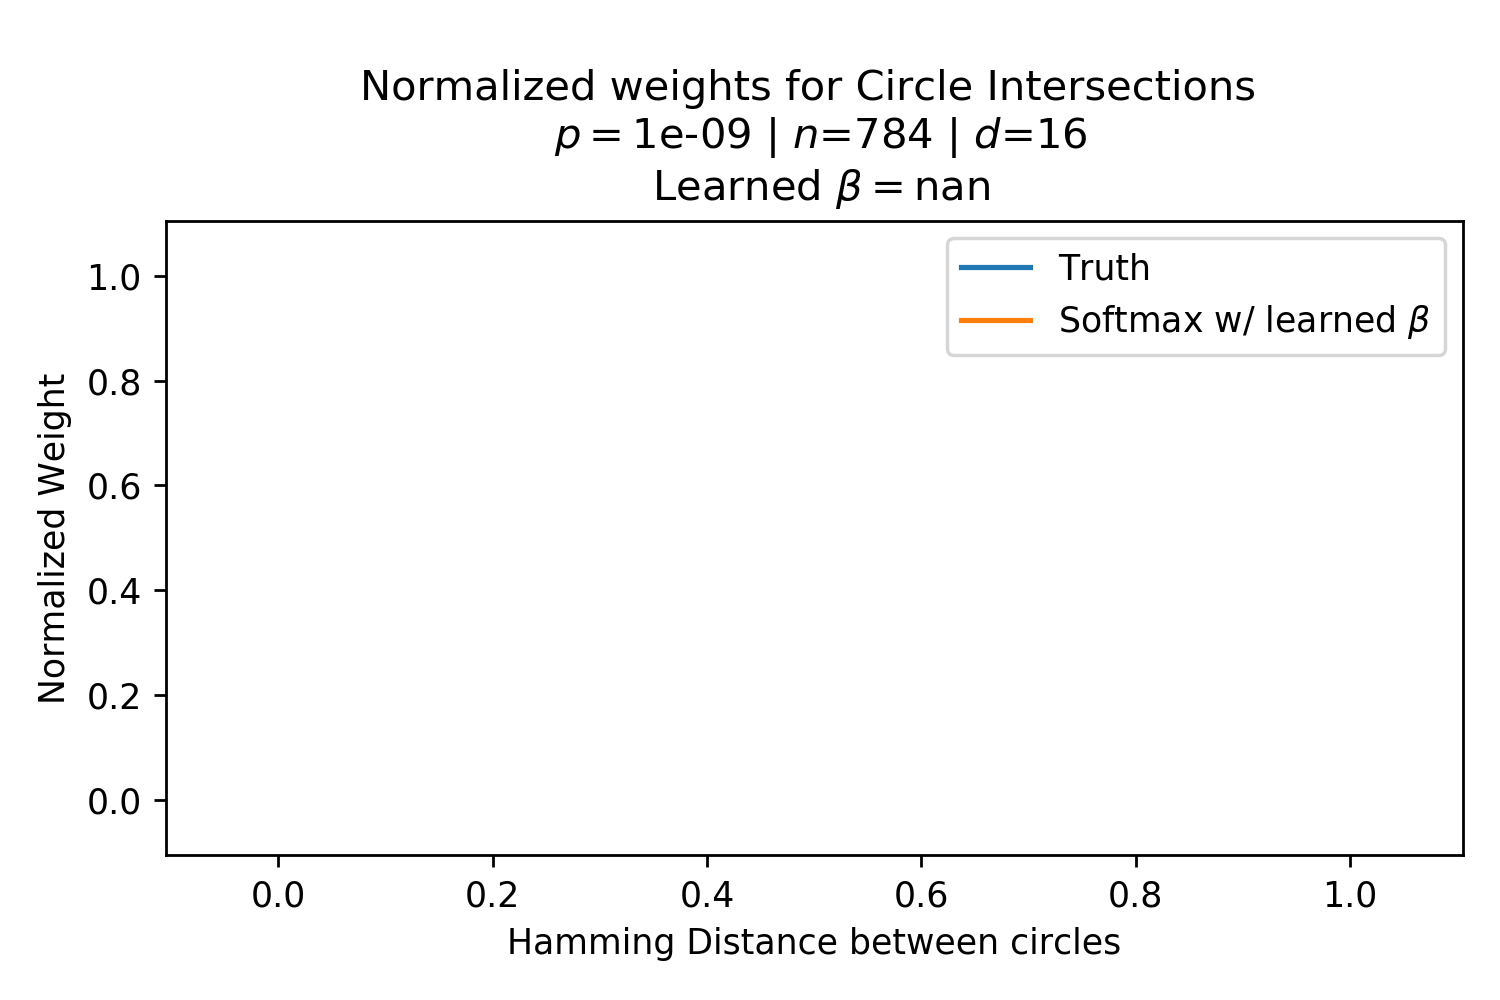 Normalized weights for Circle Intersections
p = 1e-09 | n=784 | d=16
Learned β = nan
Truth
Softmax w/ learned β
Normalized Weight
1.0
0.8
0.6
0.4
0.2
0.0
0.0 0.2 0.4 0.6 0.8 1.0
Hamming Distance between circles